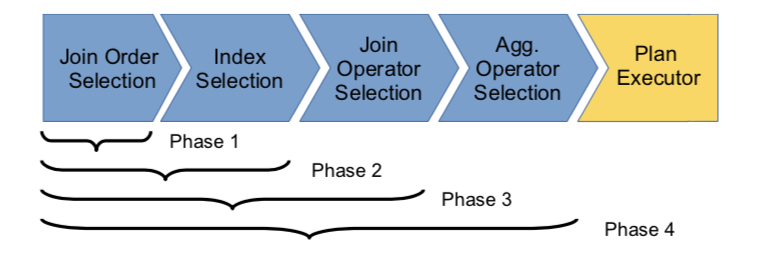 Join Order
Selection
Index
Selection
Join
Operator
Selection
Agg.
Operator
Selection
Plan
Executor
Phase 1
Phase 2
Phase 3
Phase 4